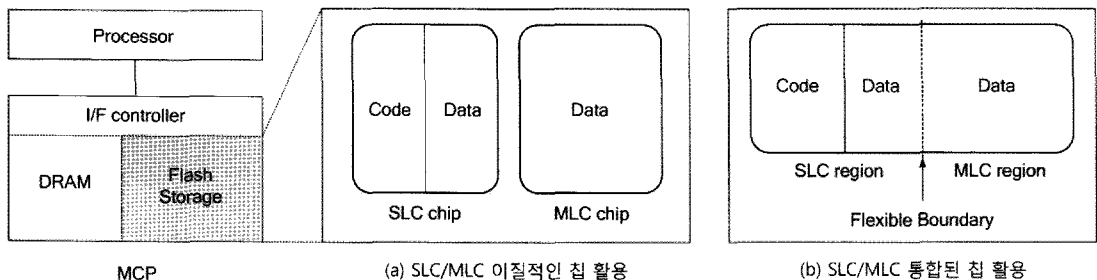 Processor
I/F controller
DRAM
Flash
Storage
MCP
Code
Data
Data
SLC chip
MLC chip
(a) SLC/MLC 이질적인 칩 활용
Code
Data
Data
SLC region
MLC region
Flexible Boundary
(b) SLC/MLC 통합된 칩 활용